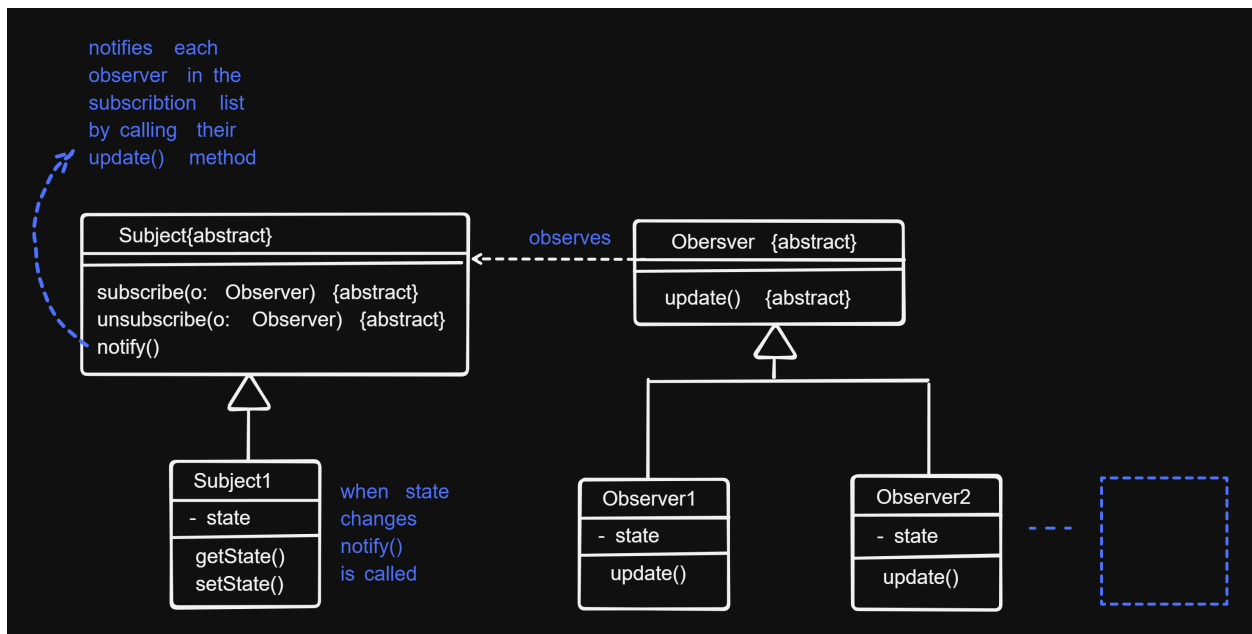 notifies each
observer in the
subscribtion list
by calling their
update() method
Subject{abstract}
subscribe(o: Observer) {abstract}
unsubscribe(o: Observer) {abstract}
notify()
observes
Obersver {abstract}
update() {abstract}
Subject1
- state
getState()
setState()
when state
changes
notify()
is called
Observer1
- state
update()
Observer2
- state
update()